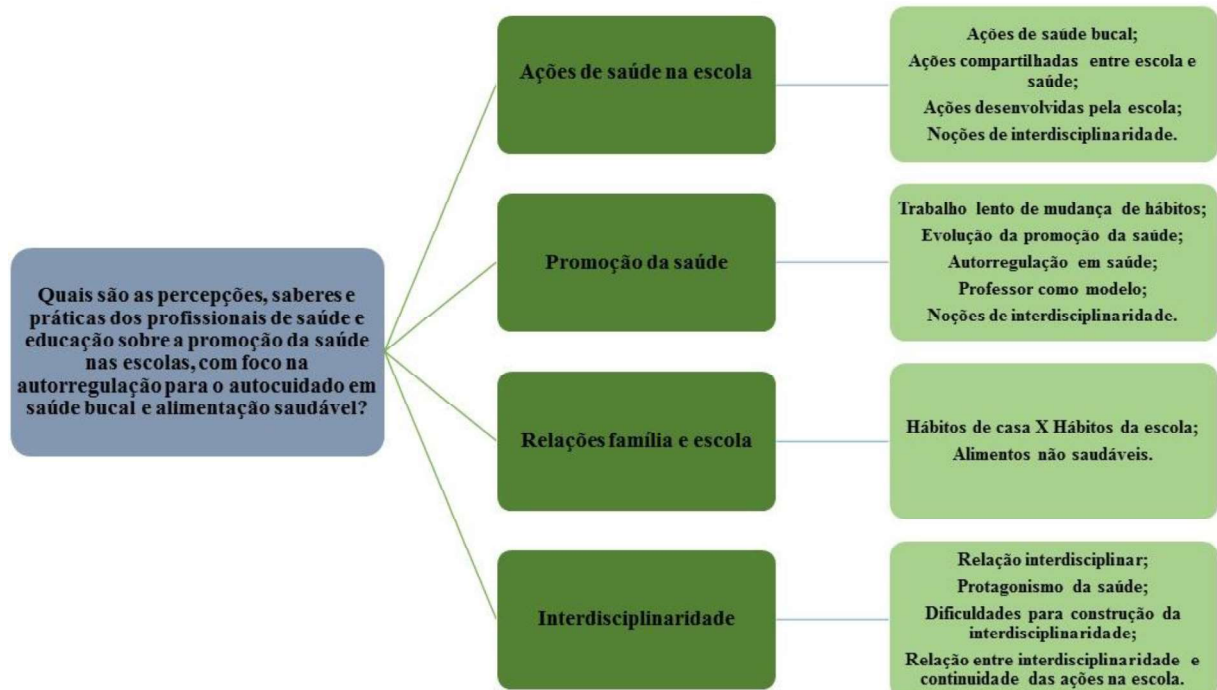 Quais são as percepções, saberes e
práticas dos profissionais de saúde e
educação sobre a promoção da saúde
nas escolas, com foco na
autorregulação para o autocuidado em
saúde bucal e alimentação saudável?
Ações de saúde na escola
Ações de saúde bucal;
Ações compartilhadas entre escola e
saúde;
Ações desenvolvidas pela escola;
Noções de interdisciplinaridade.
Promoção da saúde
Trabalho lento de mudança de hábitos;
Evolução da promoção da saúde;
Autorregulação em saúde;
Professor como modelo;
Noções de interdisciplinaridade.
Relações família e escola
Hábitos de casa X Hábitos da escola;
Alimentos não saudáveis.
Interdisciplinaridade
Relação interdisciplinar;
Protagonismo da saúde;
Dificuldades para construção da
interdisciplinaridade;
Relação entre interdisciplinaridade e
continuidade das ações na escola.